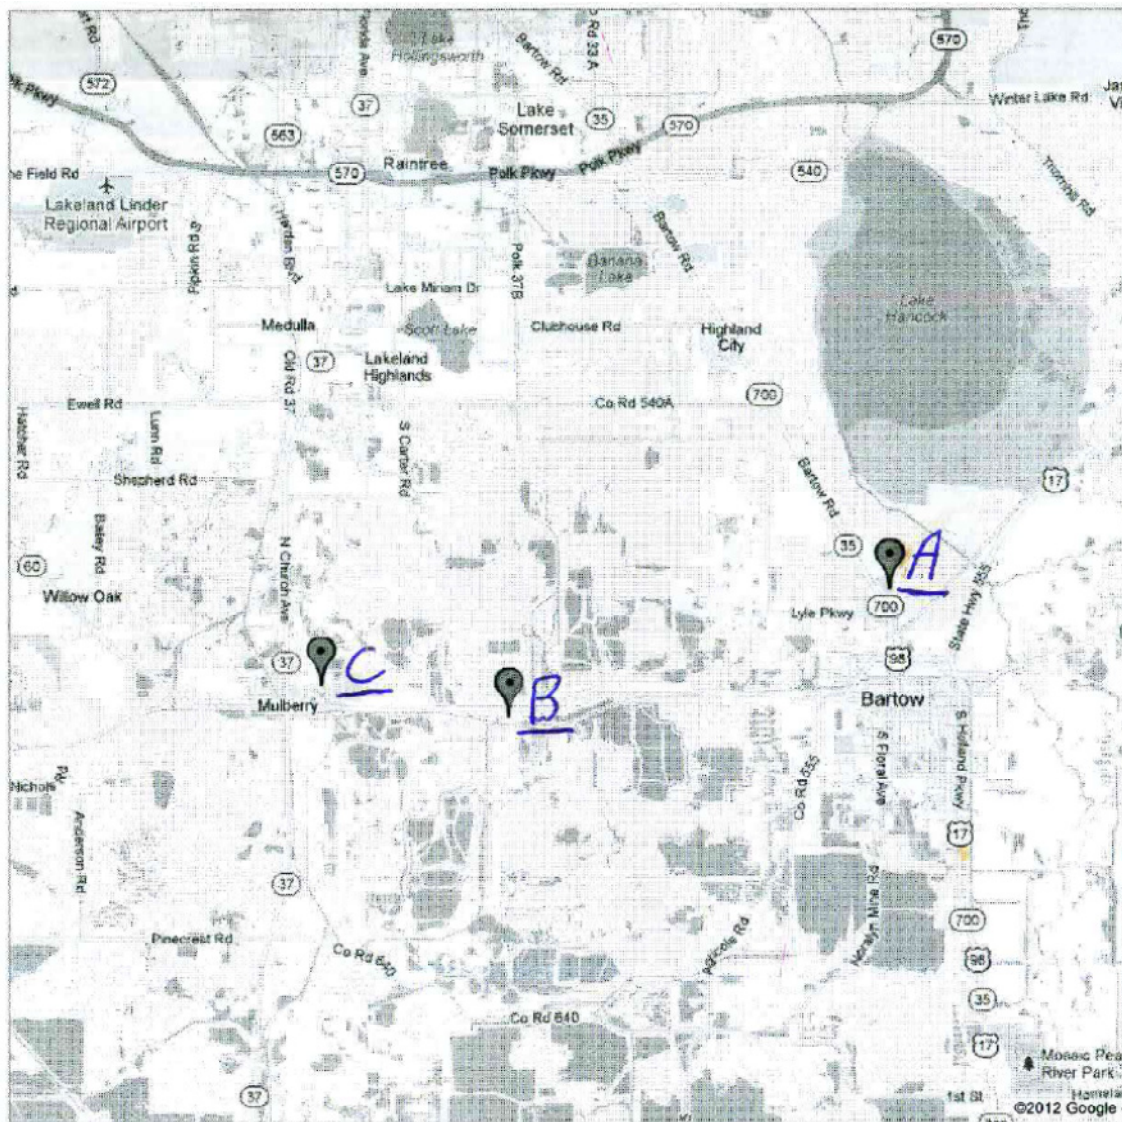 570
572
37
Lake
Hollingsworth
Bartow Rd
Co Rd 33A
Winter Lake Rd
563
Lake
Somerset
35
570
Raintree
570
Polk Pkwy
Polk Pkwy
540
Thornhill Rd
Lakeland Linder
Regional Airport
Pipkin Rd S
Harden Blvd
Polk 37B
Bartow Rd
Banana
Lake
Lake Miriam Dr
Lake
Hancock
Medulla
Scott Lake
Clubhouse Rd
Highland
City
37
Lakeland
Highlands
Old Rd 37
Ewell Rd
Co Rd 540A
700
Hatcher Rd
Lunn Rd
S Carter Rd
Shepherd Rd
Bartow Rd
17
Bailey Rd
N Church Ave
35
A
60
Willow Oak
Lyle Pkwy
700
State Hwy 555
37
C
98
B
Mulberry
Bartow
S Floral Ave
S Holland Pkwy
Co Rd 555
Nichols
Rd
Anderson Rd
17
37
Noralyn Mine Rd
700
Pinecrest Rd
Co Rd 640
98
35
Co Rd 640
17
Mosaic Pea
River Park
37
1st St
©2012 Google